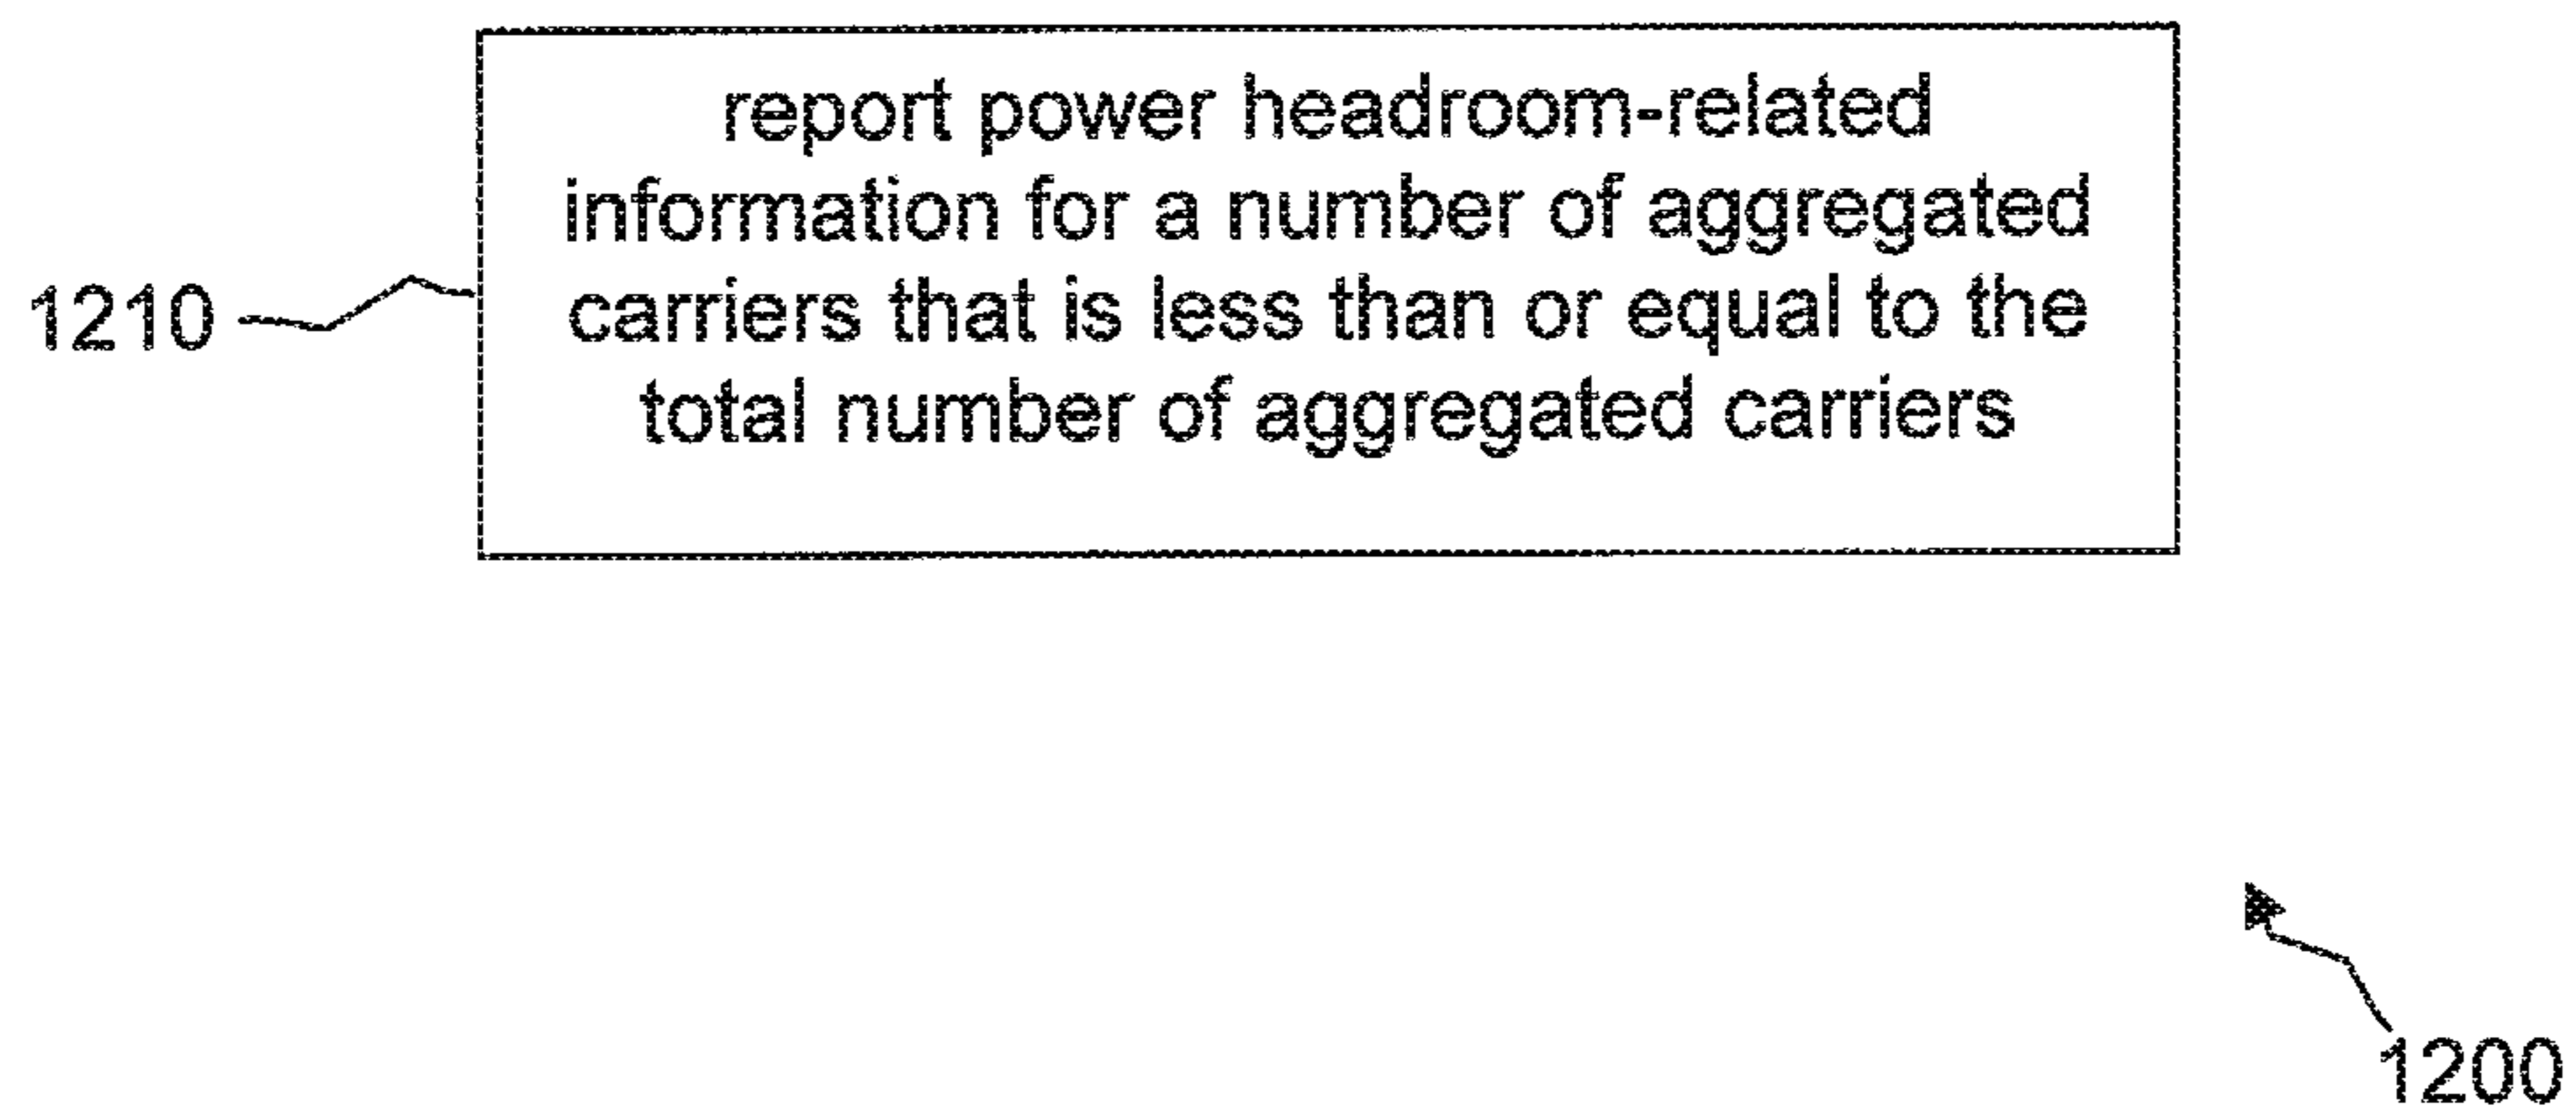 report power headroom-related
information for a number of aggregated
carriers that is less than or equal to the
total number of aggregated carriers
1210
1200